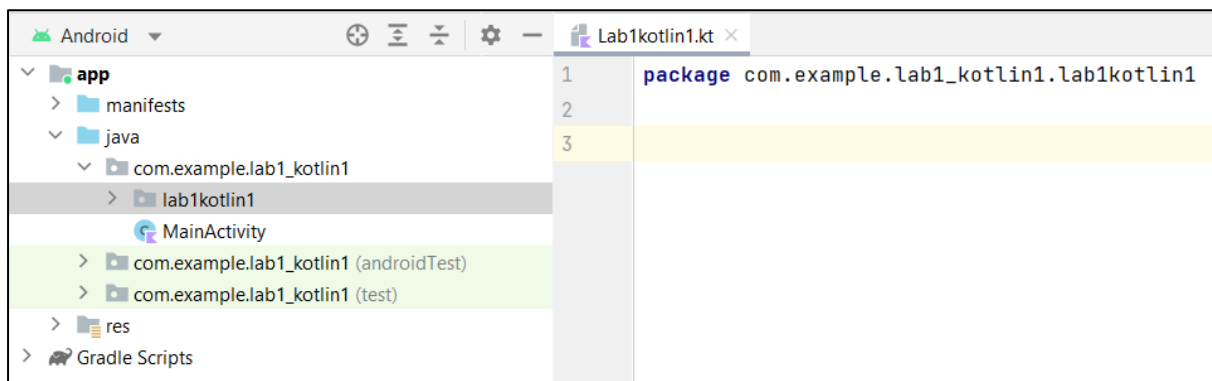 Android
Lab1kotlin1.kt
app
manifests
java
com.example.lab1_kotlin1
lab1kotlin1
MainActivity
com.example.lab1_kotlin1 (androidTest)
com.example.lab1_kotlin1 (test)
res
Gradle Scripts
1 package com.example.lab1_kotlin1.lab1kotlin1
2
3